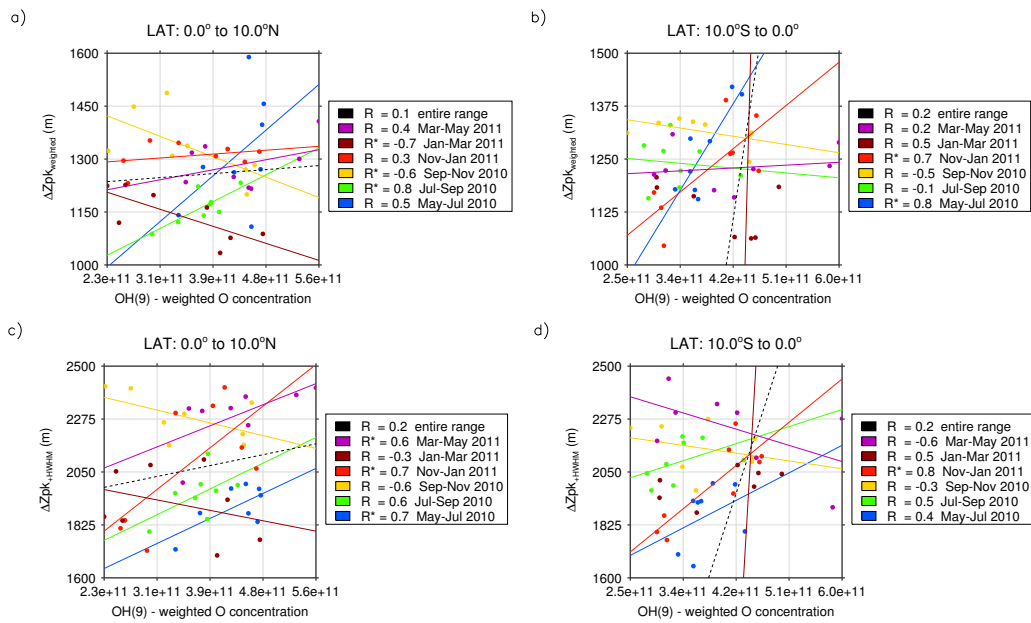 a)
LAT: 0.0° to 10.0°N
1600
1450
1300
1150
1000
ΔZpk_weighted (m)
2.3e+11 3.1e+11 3.9e+11 4.8e+11 5.6e+11
OH(9) - weighted O concentration
R = 0.1 entire range
R = 0.4 Mar-May 2011
R* = -0.7 Jan-Mar 2011
R = 0.3 Nov-Jan 2011
R* = -0.6 Sep-Nov 2010
R* = 0.8 Jul-Sep 2010
R = 0.5 May-Jul 2010
b)
LAT: 10.0°S to 0.0°
1500
1375
1250
1125
1000
ΔZpk_weighted (m)
2.5e+11 3.4e+11 4.2e+11 5.1e+11 6.0e+11
OH(9) - weighted O concentration
R = 0.2 entire range
R = 0.2 Mar-May 2011
R = 0.5 Jan-Mar 2011
R* = 0.7 Nov-Jan 2011
R = -0.5 Sep-Nov 2010
R = -0.1 Jul-Sep 2010
R* = 0.8 May-Jul 2010
c)
LAT: 0.0° to 10.0°N
2500
2275
2050
1825
1600
ΔZpk_+HWHM (m)
2.3e+11 3.1e+11 3.9e+11 4.8e+11 5.6e+11
OH(9) - weighted O concentration
R = 0.2 entire range
R* = 0.6 Mar-May 2011
R = -0.3 Jan-Mar 2011
R* = 0.7 Nov-Jan 2011
R = -0.6 Sep-Nov 2010
R = 0.6 Jul-Sep 2010
R* = 0.7 May-Jul 2010
d)
LAT: 10.0°S to 0.0°
2500
2275
2050
1825
1600
ΔZpk_+HWHM (m)
2.5e+11 3.4e+11 4.2e+11 5.1e+11 6.0e+11
OH(9) - weighted O concentration
R = 0.2 entire range
R = -0.6 Mar-May 2011
R = 0.5 Jan-Mar 2011
R* = 0.8 Nov-Jan 2011
R = -0.3 Sep-Nov 2010
R = 0.5 Jul-Sep 2010
R = 0.4 May-Jul 2010